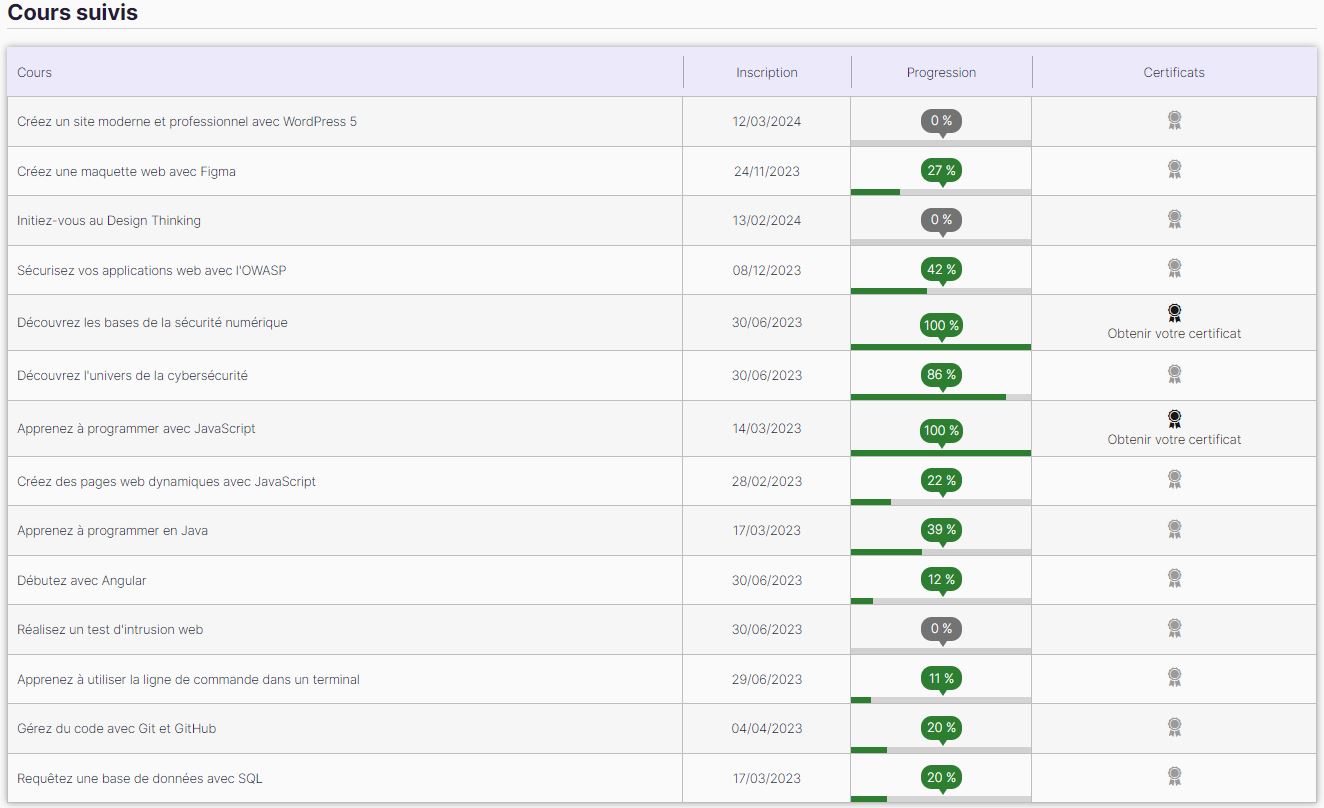 Cours suivis
Cours Inscription Progression Certificats
Créez un site moderne et professionnel avec WordPress 5 12/03/2024 0 %
Créez une maquette web avec Figma 24/11/2023 27 %
Initiez-vous au Design Thinking 13/02/2024 0 %
Sécurisez vos applications web avec l'OWASP 08/12/2023 42 %
Découvrez les bases de la sécurité numérique 30/06/2023 100 % Obtenir votre certificat
Découvrez l'univers de la cybersécurité 30/06/2023 86 %
Apprenez à programmer avec JavaScript 14/03/2023 100 % Obtenir votre certificat
Créez des pages web dynamiques avec JavaScript 28/02/2023 22 %
Apprenez à programmer en Java 17/03/2023 39 %
Débutez avec Angular 30/06/2023 12 %
Réalisez un test d'intrusion web 30/06/2023 0 %
Apprenez à utiliser la ligne de commande dans un terminal 29/06/2023 11 %
Gérez du code avec Git et GitHub 04/04/2023 20 %
Requêtez une base de données avec SQL 17/03/2023 20 %